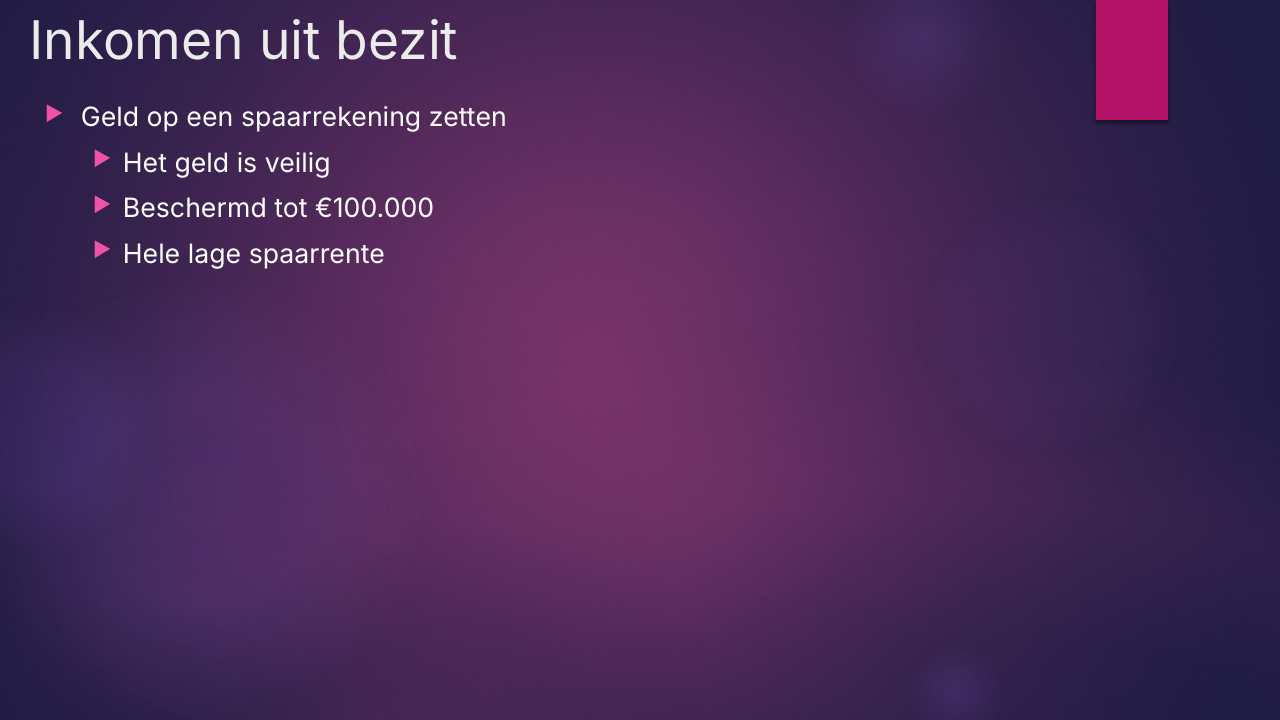 Inkomen uit bezit
Geld op een spaarrekening zetten
Het geld is veilig
Beschermd tot €100.000
Hele lage spaarrente